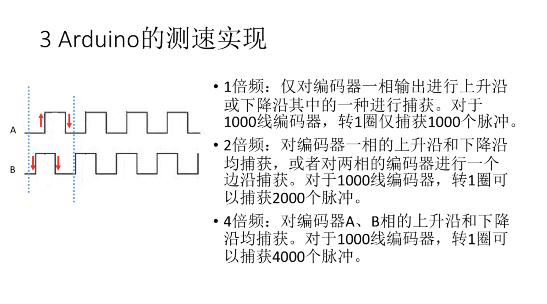 3 Arduino的测速实现
A
B
• 1倍频：仅对编码器一相输出进行上升沿
或下降沿其中的一种进行捕获。对于
1000线编码器，转1圈仅捕获1000个脉冲。
• 2倍频：对编码器一相的上升沿和下降沿
均捕获，或者对两相的编码器进行一个
边沿捕获。对于1000线编码器，转1圈可
以捕获2000个脉冲。
• 4倍频：对编码器A、B相的上升沿和下降
沿均捕获。对于1000线编码器，转1圈可
以捕获4000个脉冲。